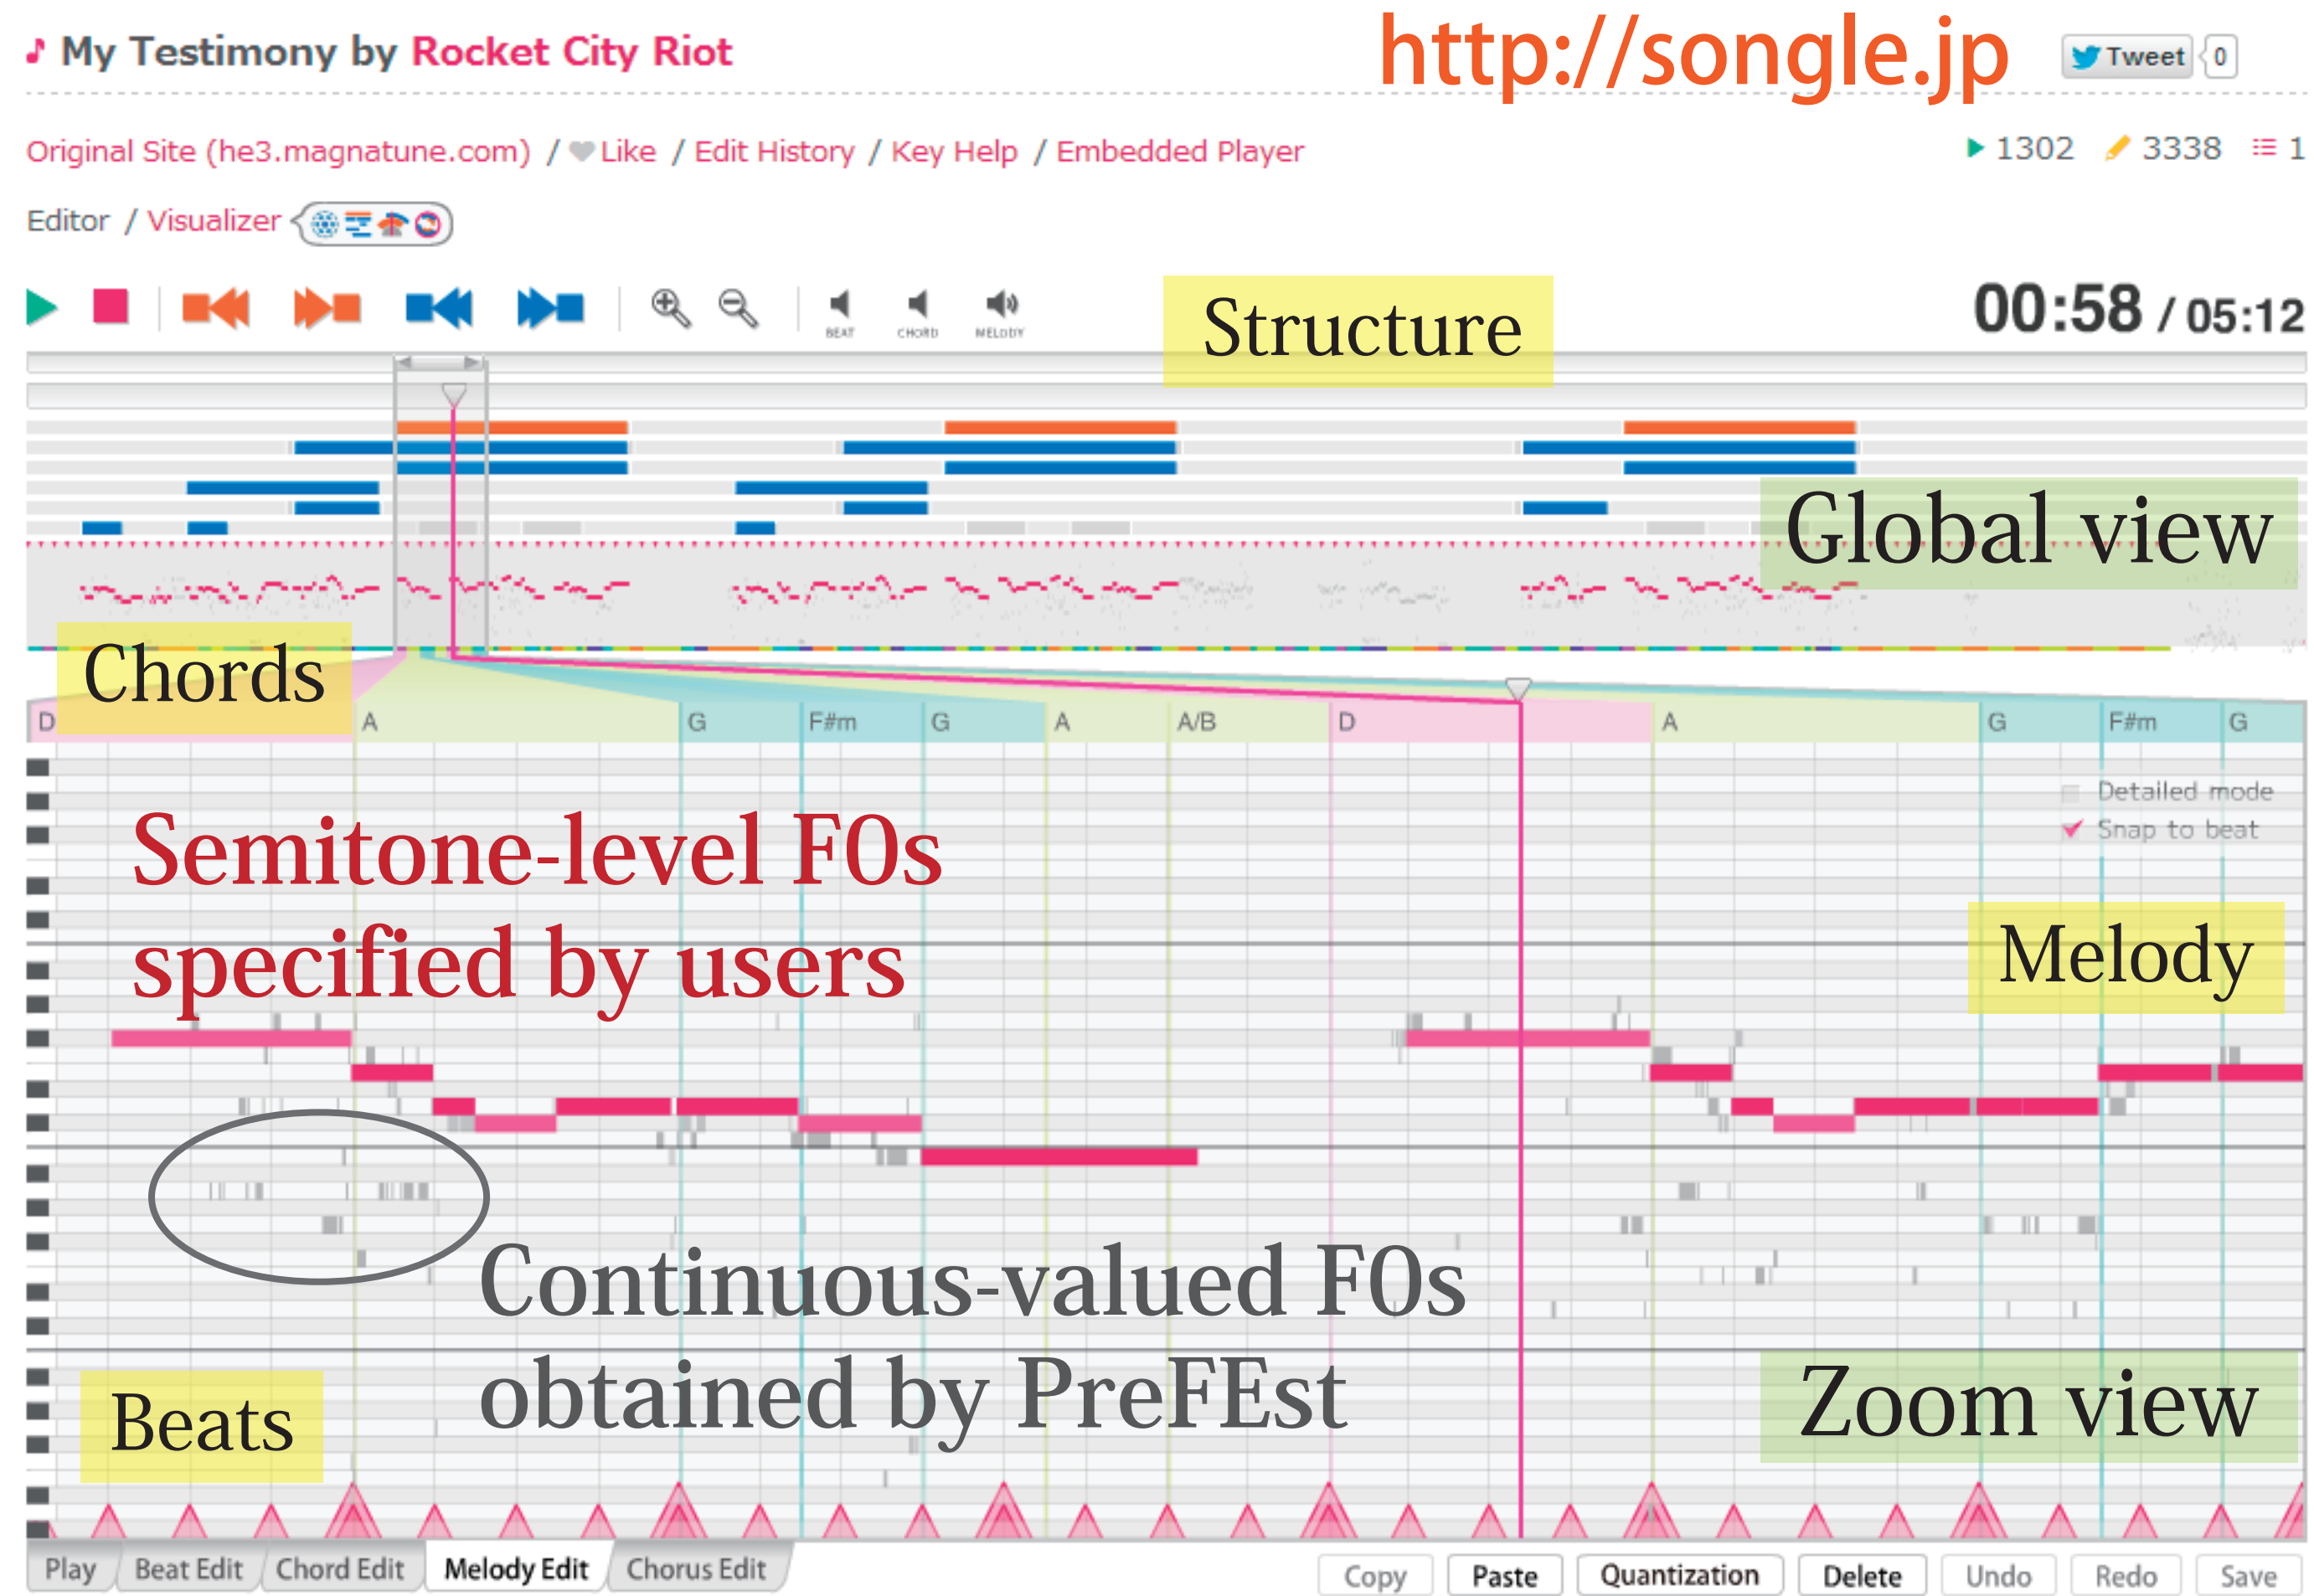 My Testimony by Rocket City Riot
http://songle.jp
Tweet 0
Original Site (he3.magnatune.com) / Like / Edit History / Key Help / Embedded Player
1302 3338 1
Editor / Visualizer
BEAT CHORD MELODY
Structure
00:58 / 05:12
Global view
Chords
D A G F#m G A A/B D A G F#m G
Detailed mode
Snap to beat
Semitone-level F0s
specified by users
Melody
Continuous-valued F0s
obtained by PreFEst
Beats
Zoom view
Play Beat Edit Chord Edit Melody Edit Chorus Edit
Copy Paste Quantization Delete Undo Redo Save